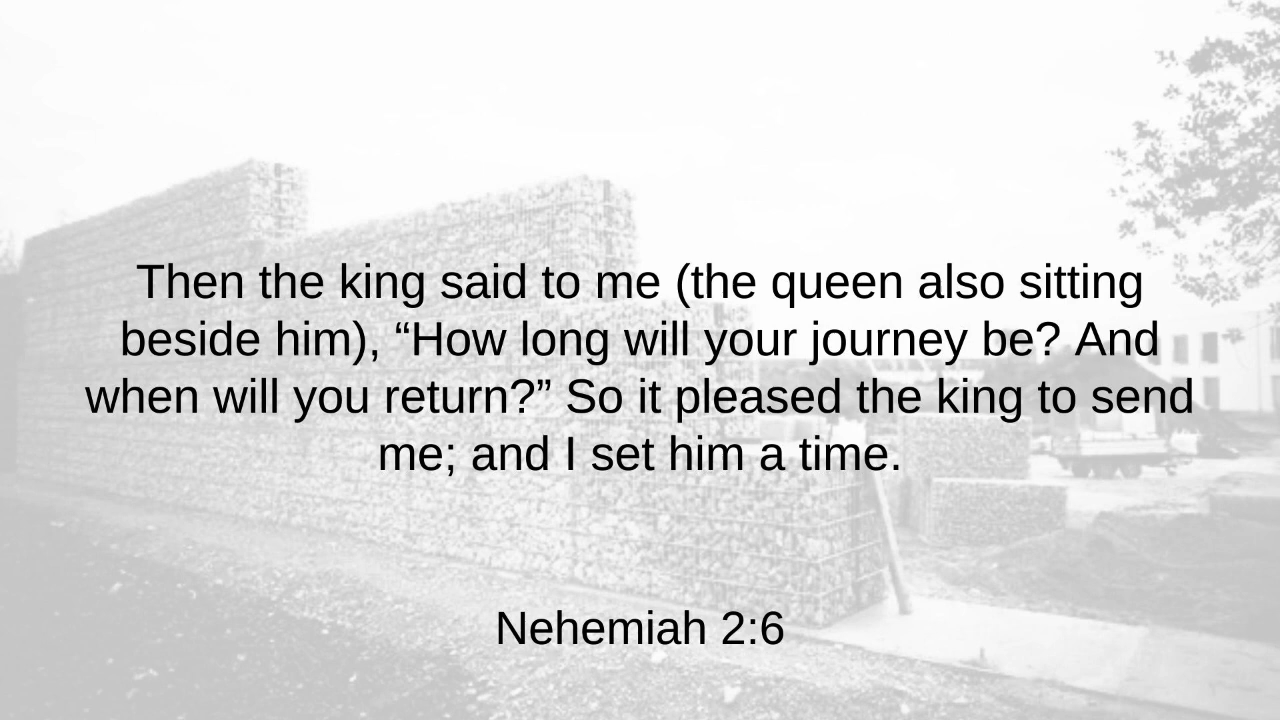 Then the king said to me (the queen also sitting
beside him), “How long will your journey be? And
when will you return?” So it pleased the king to send
me; and I set him a time.
Nehemiah 2:6